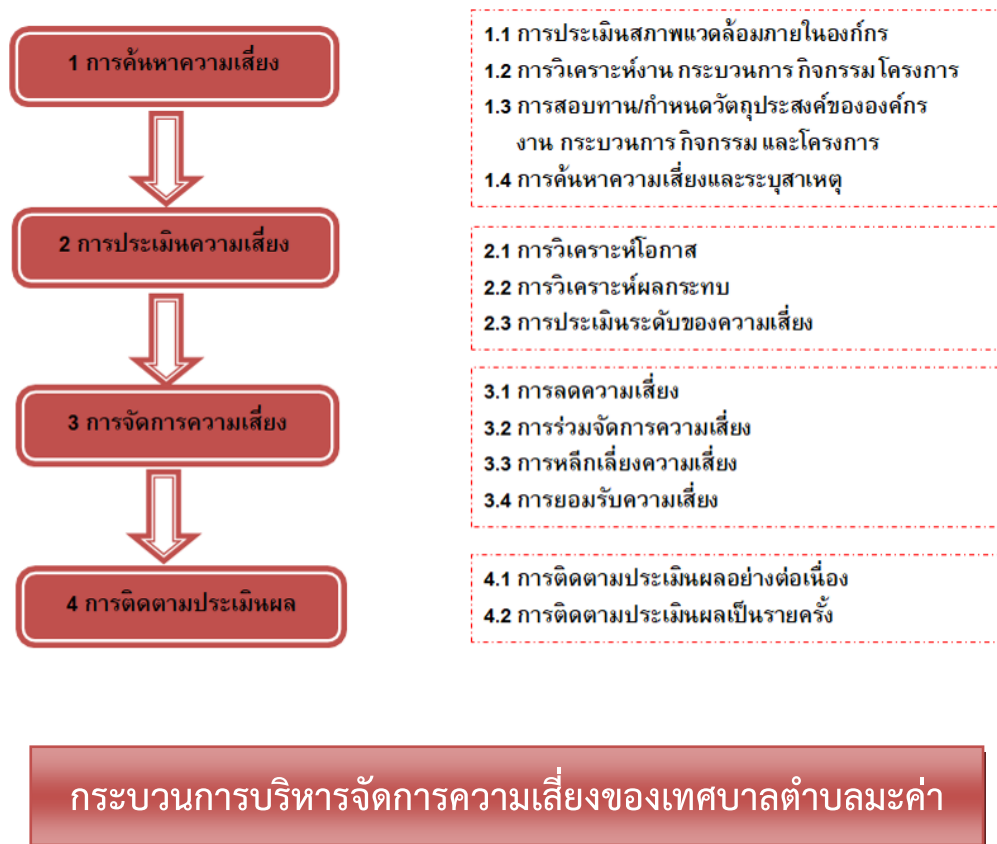 1 การค้นหาความเสี่ยง
1.1 การประเมินสภาพแวดล้อมภายในองก์กร
1.2 การวิเคราะห์งาน กระบวนการ กิจกรรม โครงการ
1.3 การสอบทาน/กำหนดวัตถุประสงค์ขององค์กร
งาน กระบวนการ กิจกรรม และโครงการ
1.4 การค้นหาความเสี่ยงและระบุสาเหตุ
2 การประเมินความเสี่ยง
2.1 การวิเคราะห์โอกาส
2.2 การวิเคราะห์ผลกระทบ
2.3 การประเมินระดับของความเสี่ยง
3 การจัดการความเสี่ยง
3.1 การลดความเสี่ยง
3.2 การร่วมจัดการความเสี่ยง
3.3 การหลีกเลี่ยงความเสี่ยง
3.4 การยอมรับความเสี่ยง
4 การติดตามประเมินผล
4.1 การติดตามประเมินผลอย่างต่อเนื่อง
4.2 การติดตามประเมินผลเป็นรายครั้ง
กระบวนการบริหารจัดการความเสี่ยงของเทศบาลตำบลมะค่า